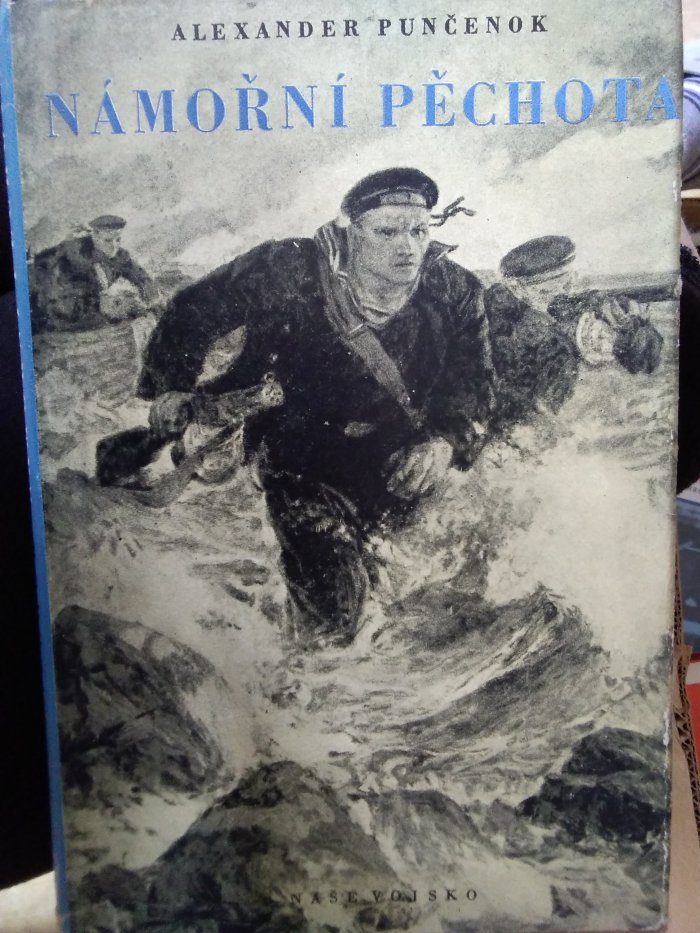 ALEXANDER PUNČENOK
NÁMOŘNÍ PĚCHOTA
NAŠE VOJSKO